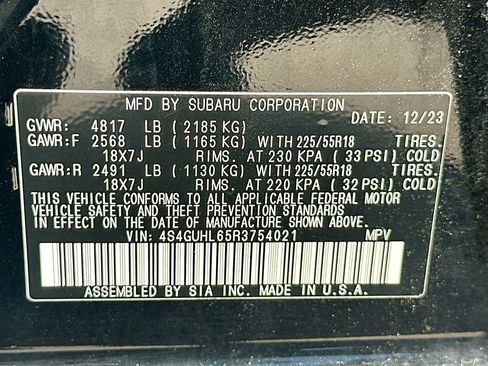 MFD BY SUBARU CORPORATION
GVWR: 4817 LB (2185 KG) DATE: 12/23
GAWR:F 2568 LB (1165 KG) WITH 225/55R18 TIRES.
18X7J RIMS. AT 230 KPA (33 PSI) COLD
GAWR:R 2491 LB (1130 KG) WITH 225/55R18 TIRES.
18X7J RIMS. AT 220 KPA (32 PSI) COLD
THIS VEHICLE CONFORMS TO ALL APPLICABLE FEDERAL MOTOR
VEHICLE SAFETY AND THEFT PREVENTION STANDARDS
IN EFFECT ON THE DATE OF MANUFACTURE SHOWN ABOVE.
VIN: 4S4GUHL65R3754021 MPV
ASSEMBLED BY SIA INC. MADE IN U.S.A.